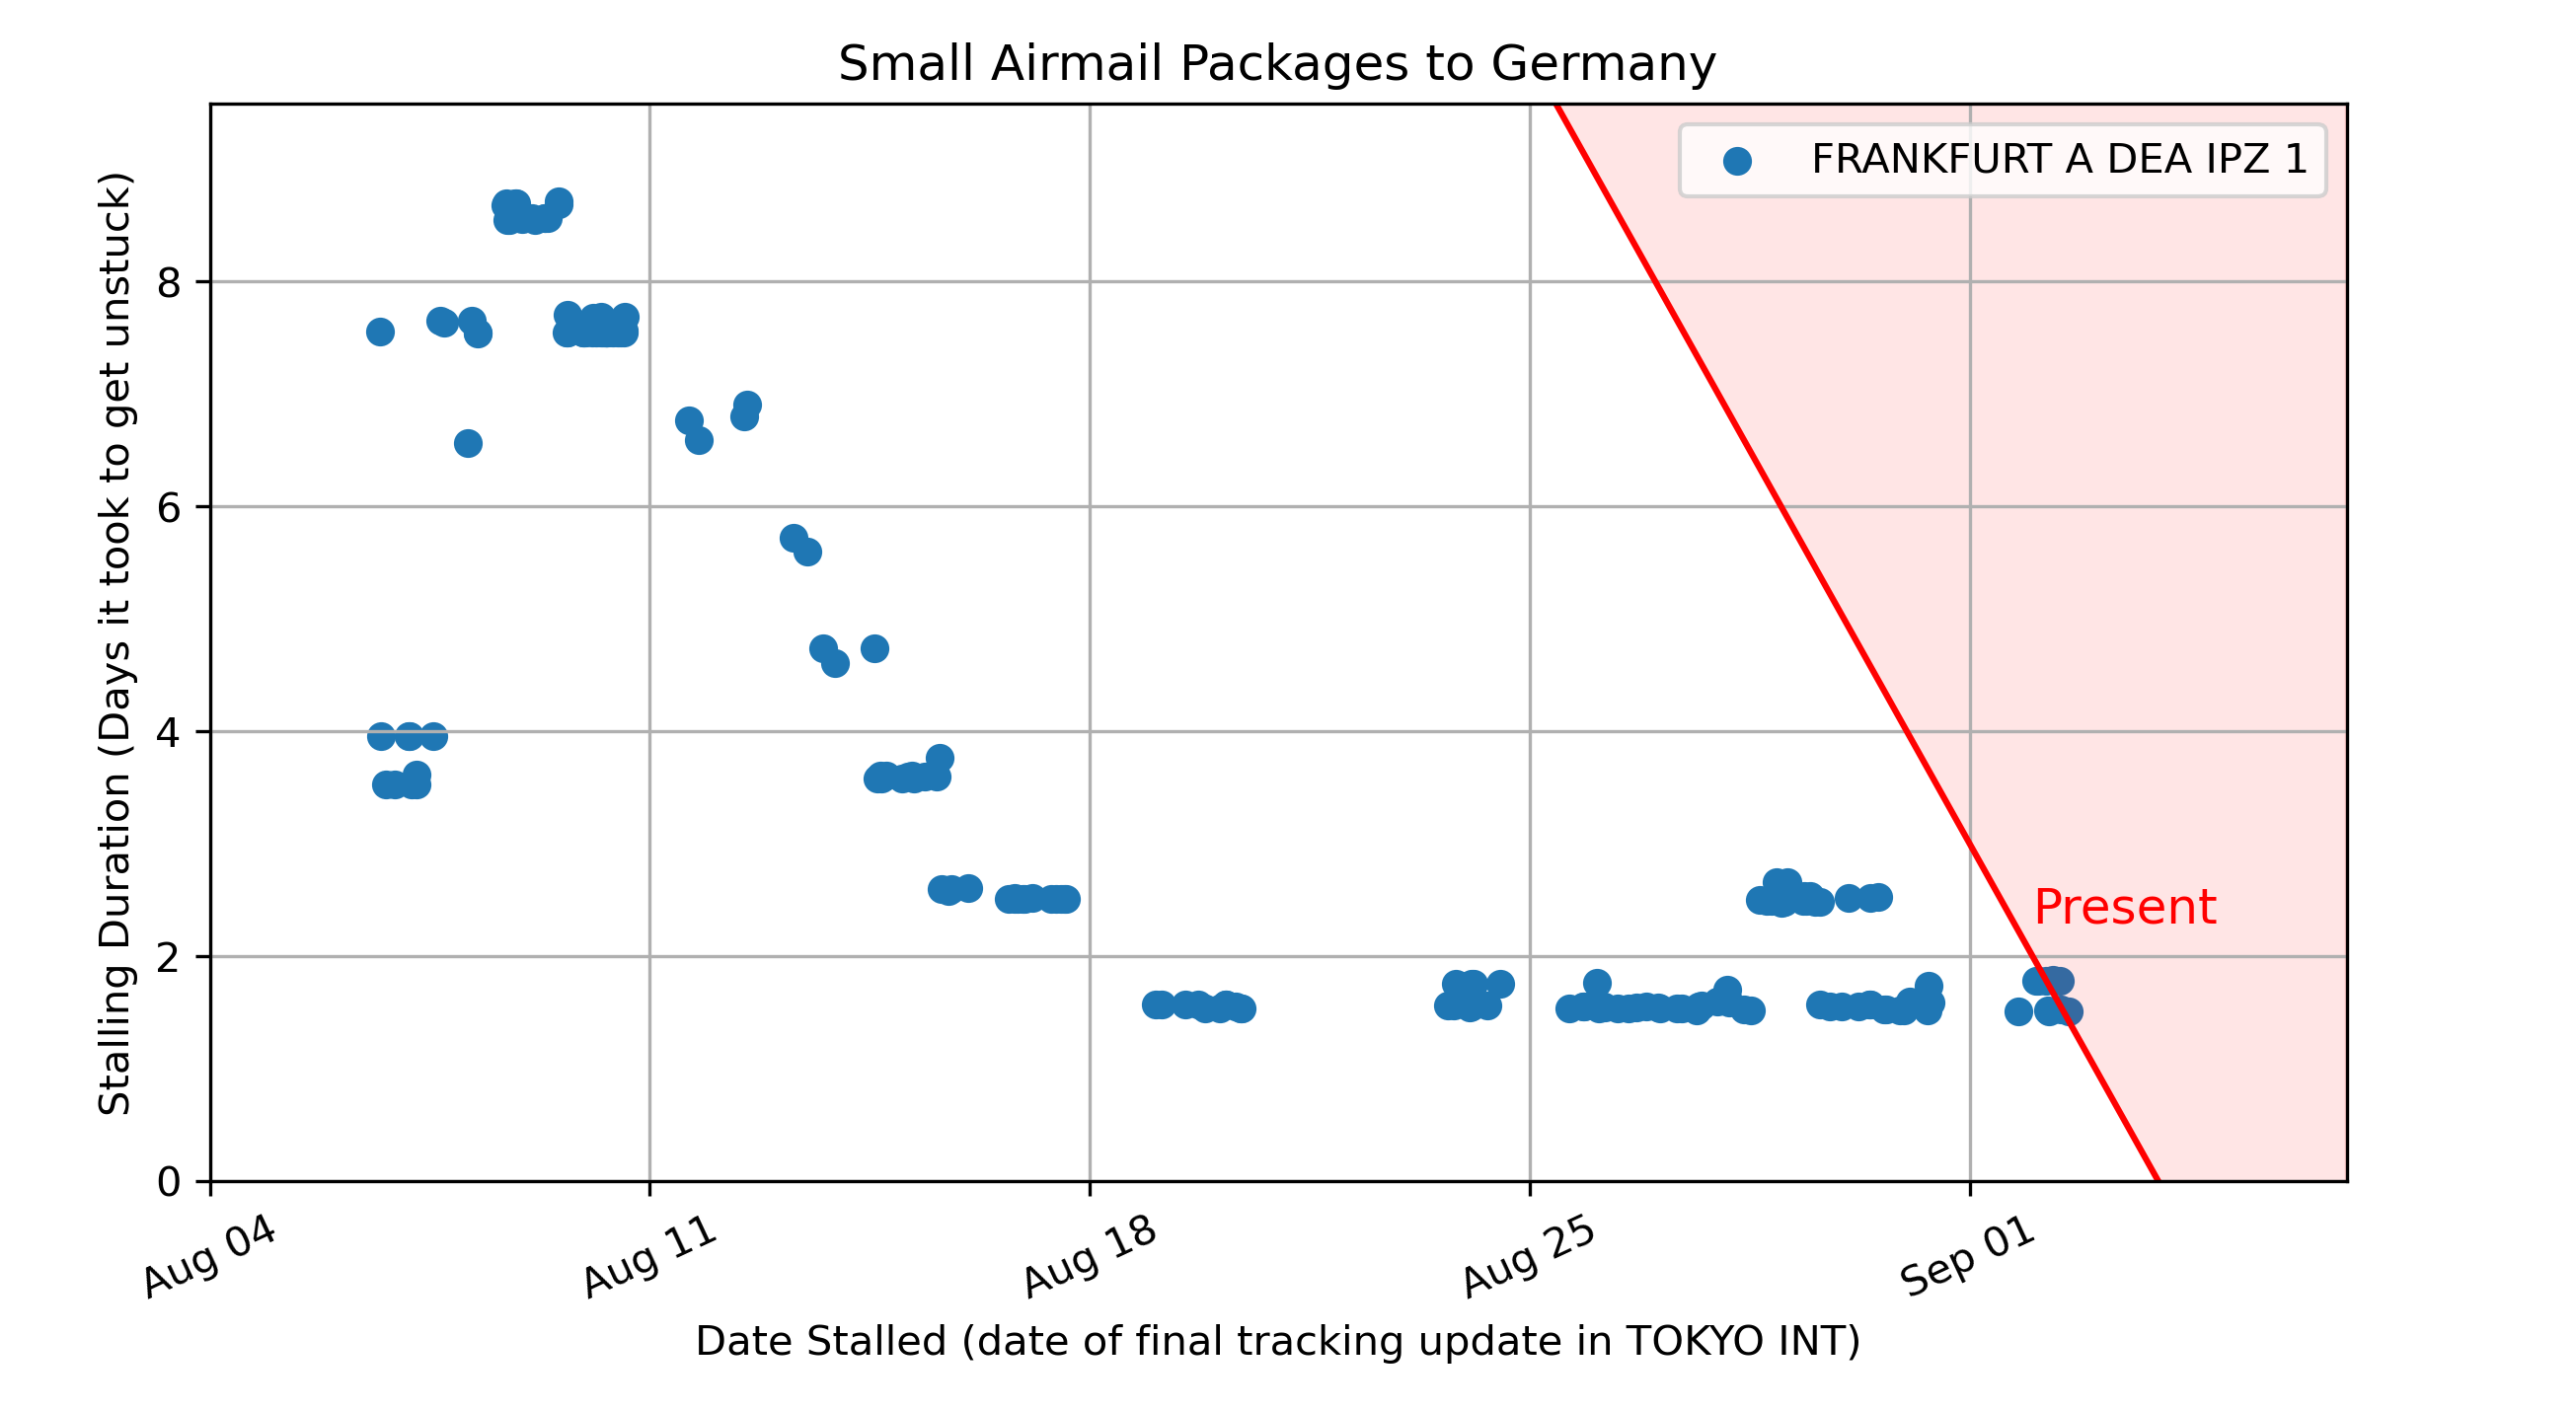 Small Airmail Packages to Germany
FRANKFURT A DEA IPZ 1
Stalling Duration (Days it took to get unstuck)
8
6
4
2
0
Present
Aug 04
Aug 11
Aug 18
Aug 25
Sep 01
Date Stalled (date of final tracking update in TOKYO INT)